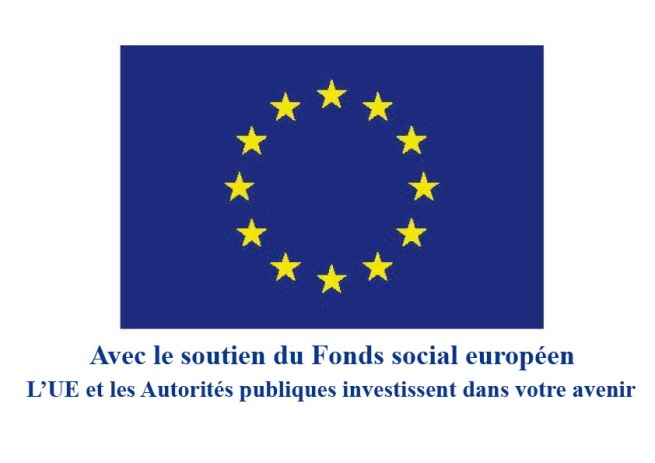 Avec le soutien du Fonds social européen
L’UE et les Autorités publiques investissent dans votre avenir